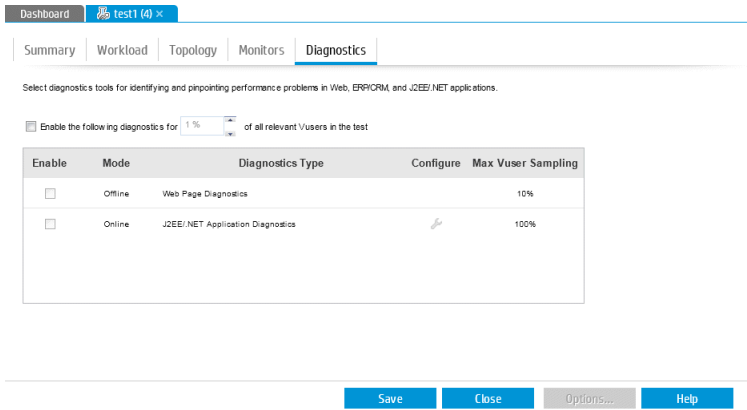 Dashboard test1 (4) ×
Summary Workload Topology Monitors Diagnostics
Select diagnostics tools for identifying and pinpointing performance problems in Web, ERP/CRM, and J2EE/.NET applications.
Enable the following diagnostics for 1 % of all relevant Vusers in the test
Enable Mode Diagnostics Type Configure Max Vuser Sampling
Offline Web Page Diagnostics 10%
Online J2EE/.NET Application Diagnostics 100%
Save Close Options... Help